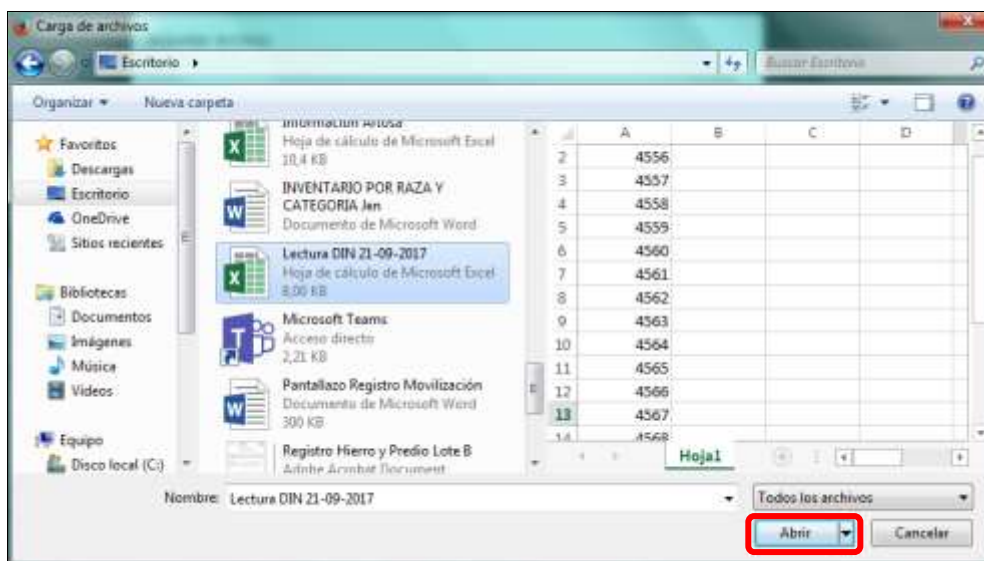 Carga de archivos
Escritorio
Buscar Escritorio
Organizar
Nueva carpeta
Favoritos
Descargas
Escritorio
OneDrive
Sitios recientes
Bibliotecas
Documentos
Imágenes
Música
Videos
Equipo
Disco local (C:)
Información
Hoja de cálculo de Microsoft Excel
10,4 KB
INVENTARIO POR RAZA Y
CATEGORIA Jen
Documento de Microsoft Word
Lectura DIN 21-09-2017
Hoja de cálculo de Microsoft Excel
8,00 KB
Microsoft Teams
Acceso directo
2,21 KB
Pantallazo Registro Movilización
Documento de Microsoft Word
300 KB
Registro Hierro y Predio Lote B
Adobe Acrobat Document
A B C D
2 4556
3 4557
4 4558
5 4559
6 4560
7 4561
8 4562
9 4563
10 4564
11 4565
12 4566
13 4567
14 4568
Hoja1
Nombre: Lectura DIN 21-09-2017
Todos los archivos
Abrir
Cancelar